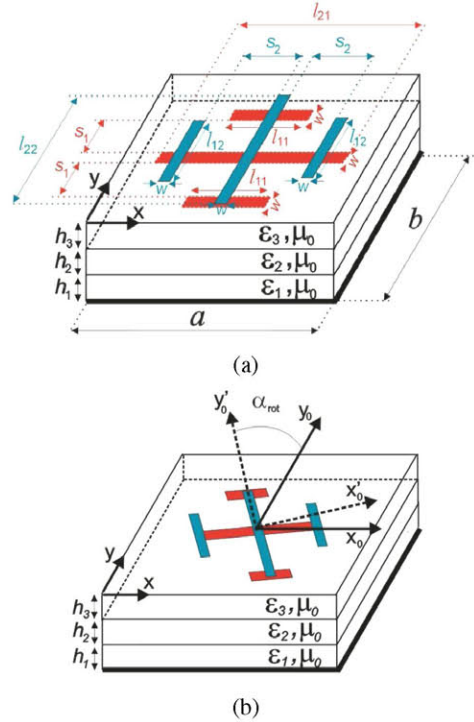 l21
s2 s2
l22
s1
s1
l12
l11
w
l12
w
l11
w
w
w
y
x
h3
h2
h1
ε3,μ0
ε2,μ0
ε1,μ0
b
a
(a)
y0'
αrot
y0
x0'
x0
y
x
h3
h2
h1
ε3,μ0
ε2,μ0
ε1,μ0
(b)